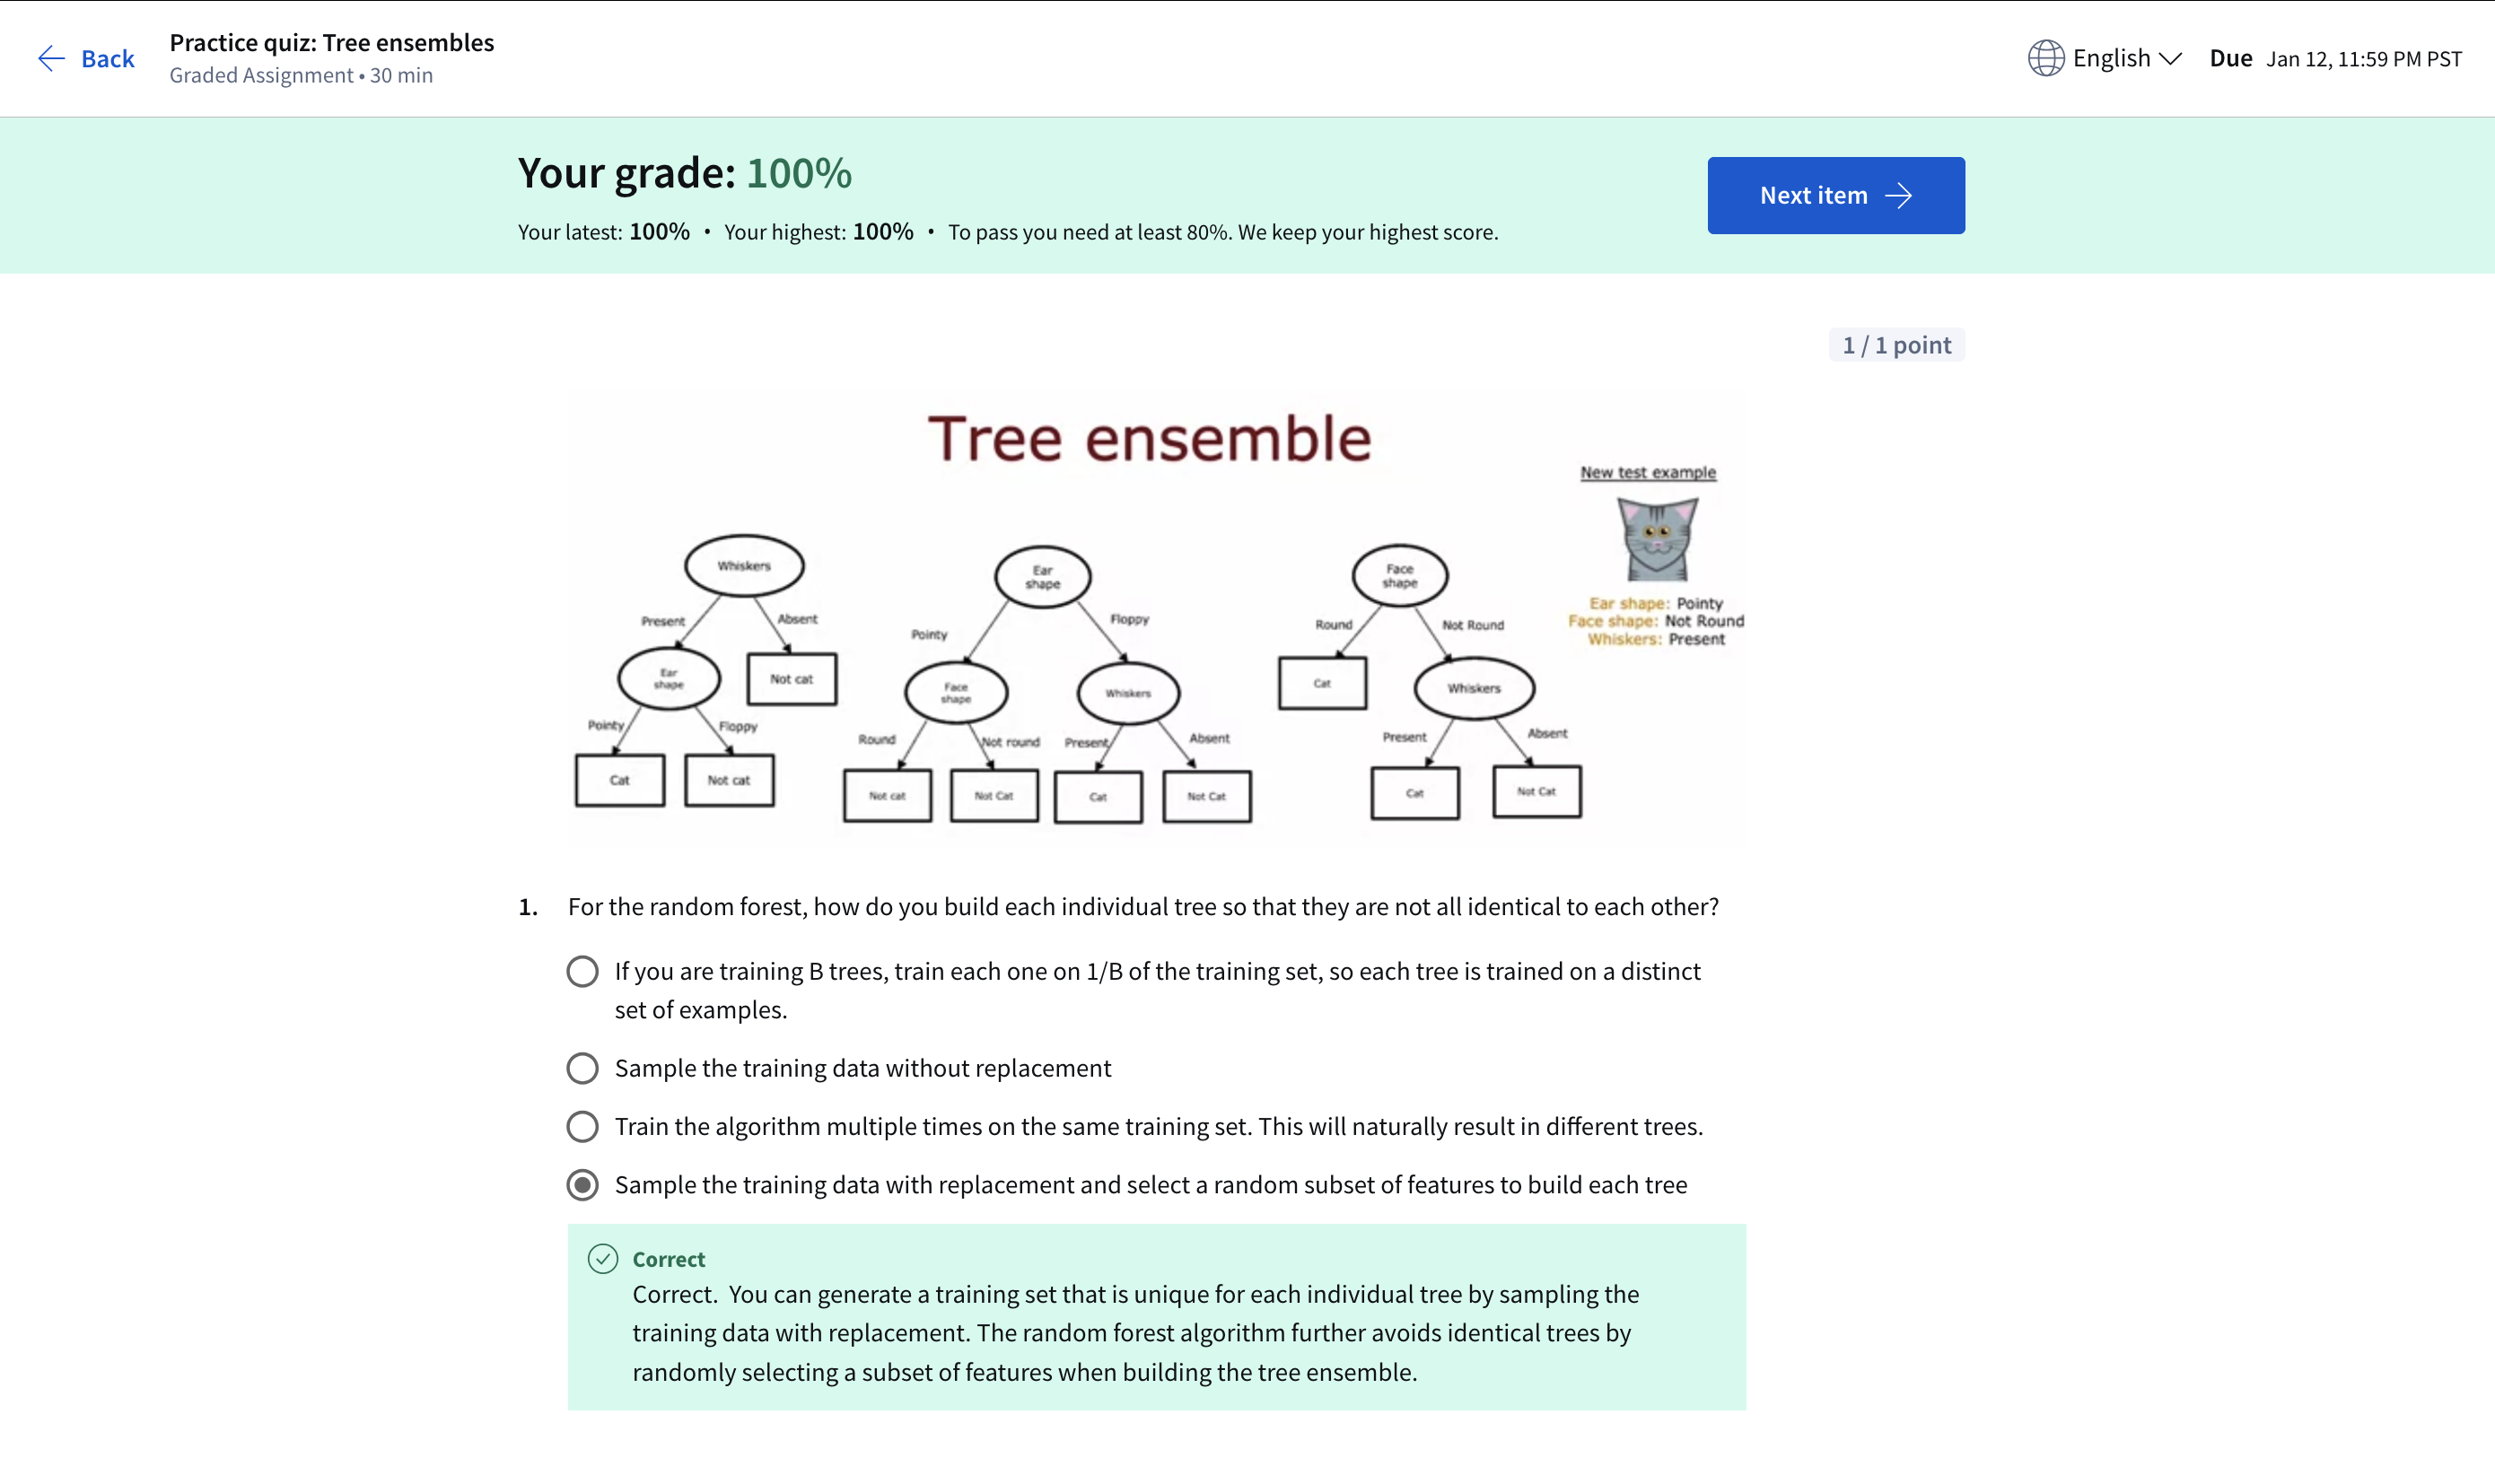 Back
Practice quiz: Tree ensembles
Graded Assignment • 30 min
English
Due Jan 12, 11:59 PM PST
Your grade: 100%
Your latest: 100% • Your highest: 100% • To pass you need at least 80%. We keep your highest score.
Next item
1 / 1 point
Tree ensemble
New test example
Ear shape: Pointy
Face shape: Not Round
Whiskers: Present
Whiskers
Present
Absent
Ear
shape
Not cat
Pointy
Floppy
Cat
Not cat
Ear
shape
Pointy
Floppy
Face
shape
Whiskers
Round
Not round
Present
Absent
Not cat
Not Cat
Cat
Not Cat
Face
shape
Round
Not Round
Cat
Whiskers
Present
Absent
Cat
Not Cat
1. For the random forest, how do you build each individual tree so that they are not all identical to each other?
If you are training B trees, train each one on 1/B of the training set, so each tree is trained on a distinct
set of examples.
Sample the training data without replacement
Train the algorithm multiple times on the same training set. This will naturally result in different trees.
Sample the training data with replacement and select a random subset of features to build each tree
Correct
Correct. You can generate a training set that is unique for each individual tree by sampling the
training data with replacement. The random forest algorithm further avoids identical trees by
randomly selecting a subset of features when building the tree ensemble.